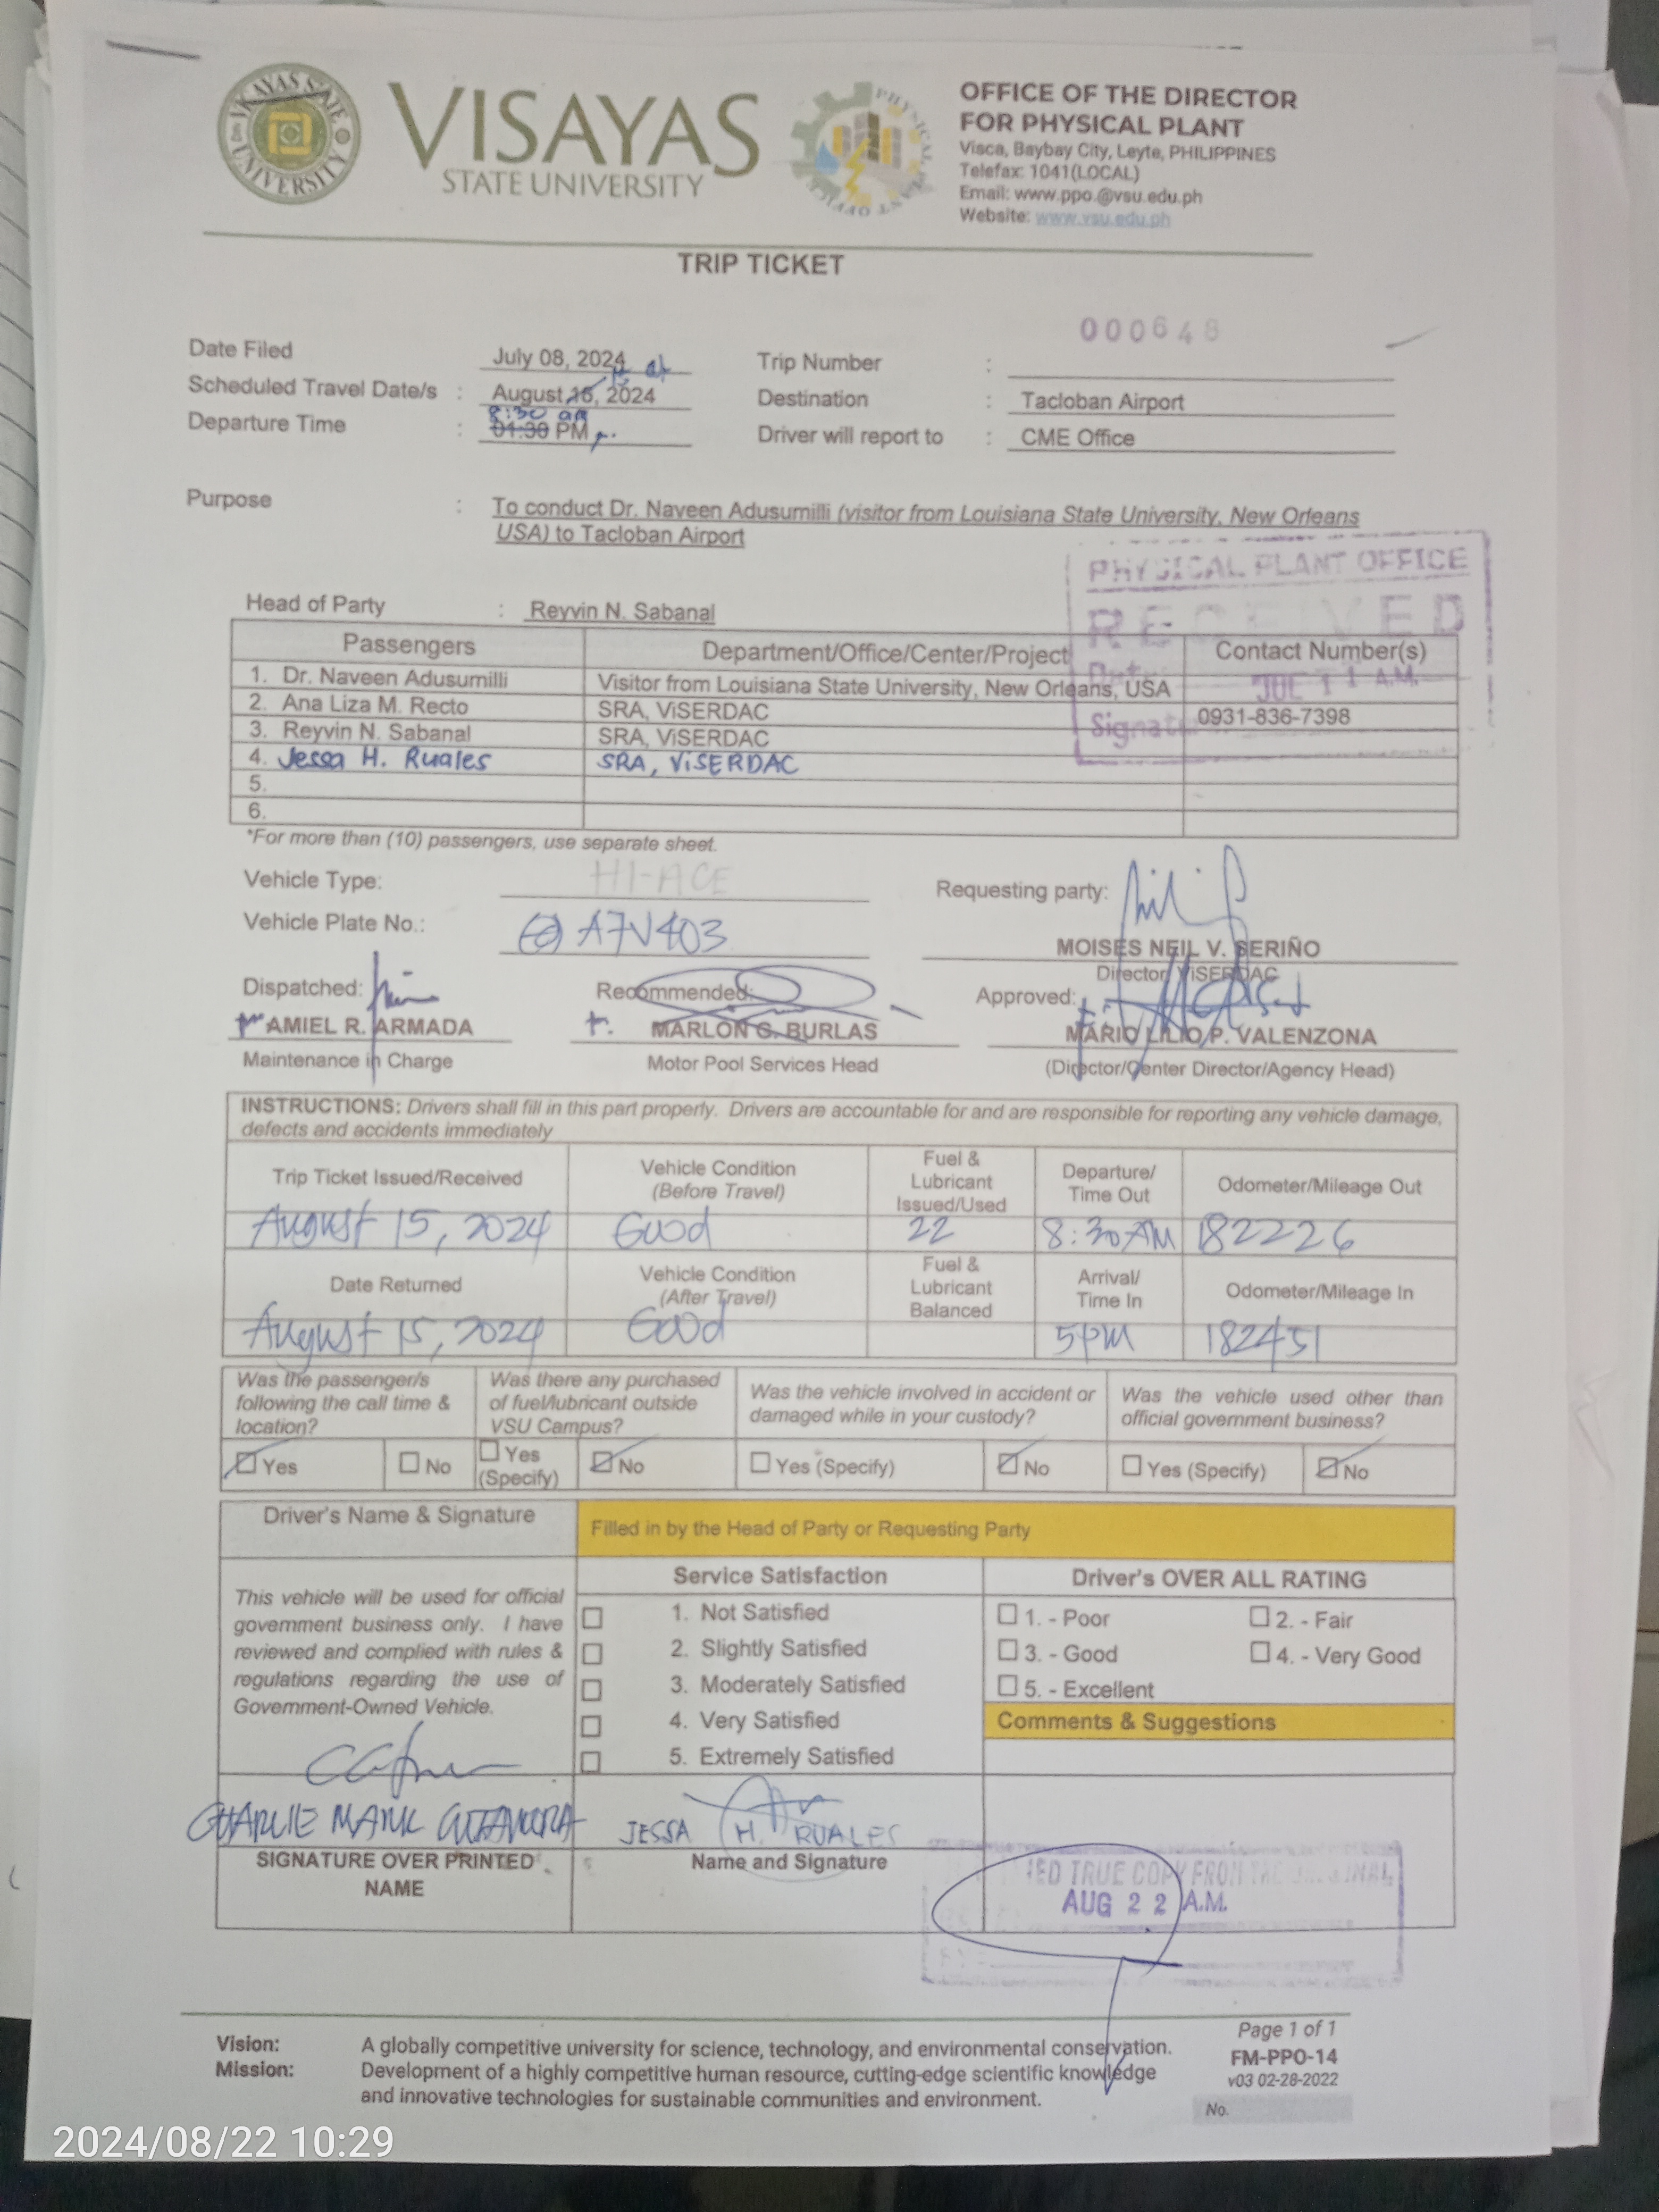 VISAYAS STATE UNIVERSITY
VISAYAS
STATE UNIVERSITY
PHYSICAL PLANT OFFICE
OFFICE OF THE DIRECTOR
FOR PHYSICAL PLANT
Visca, Baybay City, Leyte, PHILIPPINES
Telefax: 1041(LOCAL)
Email: www.ppo.@vsu.edu.ph
Website: www.vsu.edu.ph
TRIP TICKET
000648
Date Filed July 08, 2024 Trip Number :
Scheduled Travel Date/s : August 15, 2024 Destination : Tacloban Airport
8:30 am
Departure Time : 01:30 PM Driver will report to : CME Office
Purpose : To conduct Dr. Naveen Adusumilli (visitor from Louisiana State University, New Orleans
USA) to Tacloban Airport
PHYSICAL PLANT OFFICE
RECEIVED
Head of Party : Reyvin N. Sabanal
Passengers Department/Office/Center/Project Contact Number(s)
1. Dr. Naveen Adusumilli Visitor from Louisiana State University, New Orleans, USA
2. Ana Liza M. Recto SRA, ViSERDAC 0931-836-7398
3. Reyvin N. Sabanal SRA, ViSERDAC
4. Jessa H. Ruales SRA, ViSERDAC
5.
6.
*For more than (10) passengers, use separate sheet.
Vehicle Type: HI-ACE Requesting party:
Vehicle Plate No.: A7V403
MOISES NEIL V. SERIÑO
Director, ViSERDAC
Dispatched: Recommended: Approved:
AMIEL R. ARMADA MARLON G. BURLAS MARIO LILIO P. VALENZONA
Maintenance in Charge Motor Pool Services Head (Director/Center Director/Agency Head)
INSTRUCTIONS: Drivers shall fill in this part properly. Drivers are accountable for and are responsible for reporting any vehicle damage,
defects and accidents immediately
Trip Ticket Issued/Received Vehicle Condition (Before Travel) Fuel & Lubricant Issued/Used Departure/ Time Out Odometer/Mileage Out
August 15, 2024 Good 22 8:30 AM 182226
Date Returned Vehicle Condition (After Travel) Fuel & Lubricant Balanced Arrival/ Time In Odometer/Mileage In
August 15, 2024 Good 5pm 182451
Was the passenger/s following the call time & location? Was there any purchased of fuel/lubricant outside VSU Campus? Was the vehicle involved in accident or damaged while in your custody? Was the vehicle used other than official government business?
Yes No Yes (Specify) No Yes (Specify) No Yes (Specify) No
Driver's Name & Signature Filled in by the Head of Party or Requesting Party
Service Satisfaction Driver's OVER ALL RATING
This vehicle will be used for official
government business only. I have
reviewed and complied with rules &
regulations regarding the use of
Government-Owned Vehicle.
1. Not Satisfied
2. Slightly Satisfied
3. Moderately Satisfied
4. Very Satisfied
5. Extremely Satisfied
1. - Poor 2. - Fair
3. - Good 4. - Very Good
5. - Excellent
Comments & Suggestions
CHARLIE MARK JESSA H. RUALES
SIGNATURE OVER PRINTED NAME Name and Signature
TRUE COPY FROM THE ORIGINAL
AUG 22 A.M.
Vision: A globally competitive university for science, technology, and environmental conservation.
Mission: Development of a highly competitive human resource, cutting-edge scientific knowledge
and innovative technologies for sustainable communities and environment.
Page 1 of 1
FM-PPO-14
v03 02-28-2022
No.
2024/08/22 10:29